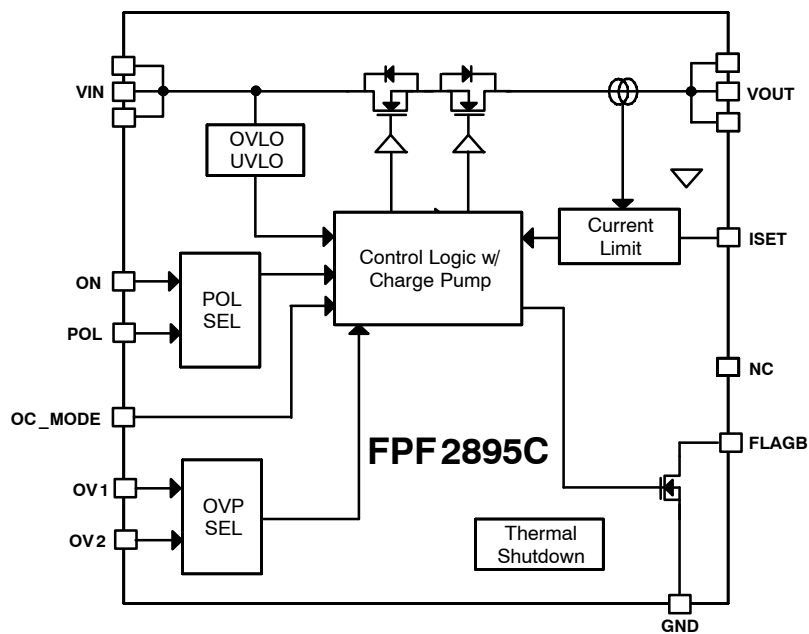 VIN
VOUT
OVLO
UVLO
Current
Limit
ISET
Control Logic w/
Charge Pump
ON
POL
SEL
POL
NC
OC_MODE
FPF2895C
FLAGB
OV1
OVP
SEL
OV2
Thermal
Shutdown
GND